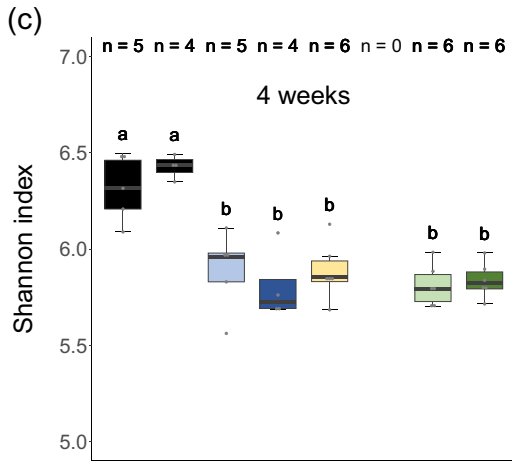 (c)
n = 5 n = 4 n = 5 n = 4 n = 6 n = 0 n = 6 n = 6
7.0
4 weeks
a a
6.5
b b b b b
6.0
Shannon index
5.5
5.0